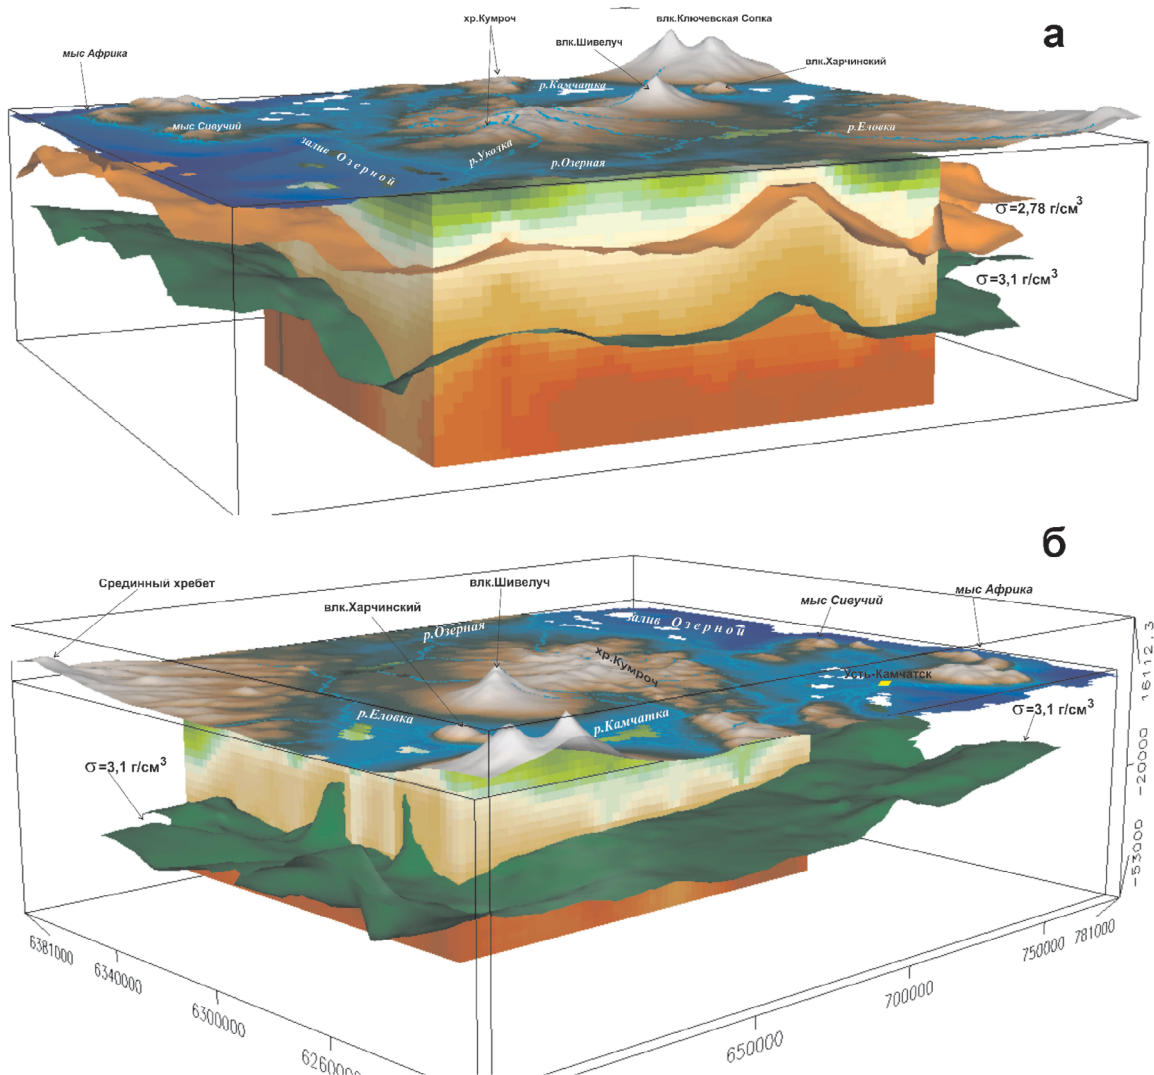 а
хр.Кумроч
влк.Ключевская Сопка
влк.Шивелуч
мыс Африка
влк.Харчинский
р.Камчатка
мыс Сивучий
р.Еловка
залив Озерной
р.Уколка
р.Озерная
σ=2,78 г/см³
σ=3,1 г/см³
б
Срединный хребет
влк.Шивелуч
мыс Африка
влк.Харчинский
мыс Сивучий
р.Озерная
залив Озерной
хр.Кумроч
Усть-Камчатск
р.Еловка
р.Камчатка
σ=3,1 г/см³
σ=3,1 г/см³
16112.3
-20000
-53000
6381000
6340000
6300000
6260000
650000
700000
750000
781000